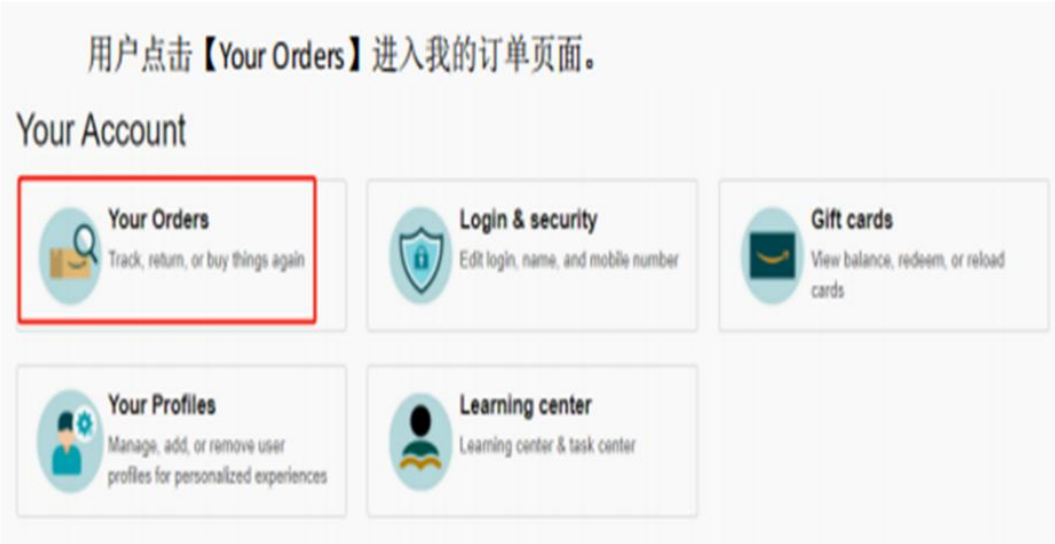 用户点击【Your Orders】进入我的订单页面。
Your Account
Your Orders
Track, return, or buy things again
Login & security
Edit login, name, and mobile number
Gift cards
View balance, redeem, or reload
cards
Your Profiles
Manage, add, or remove user
profiles for personalized experiences
Learning center
Learning center & task center